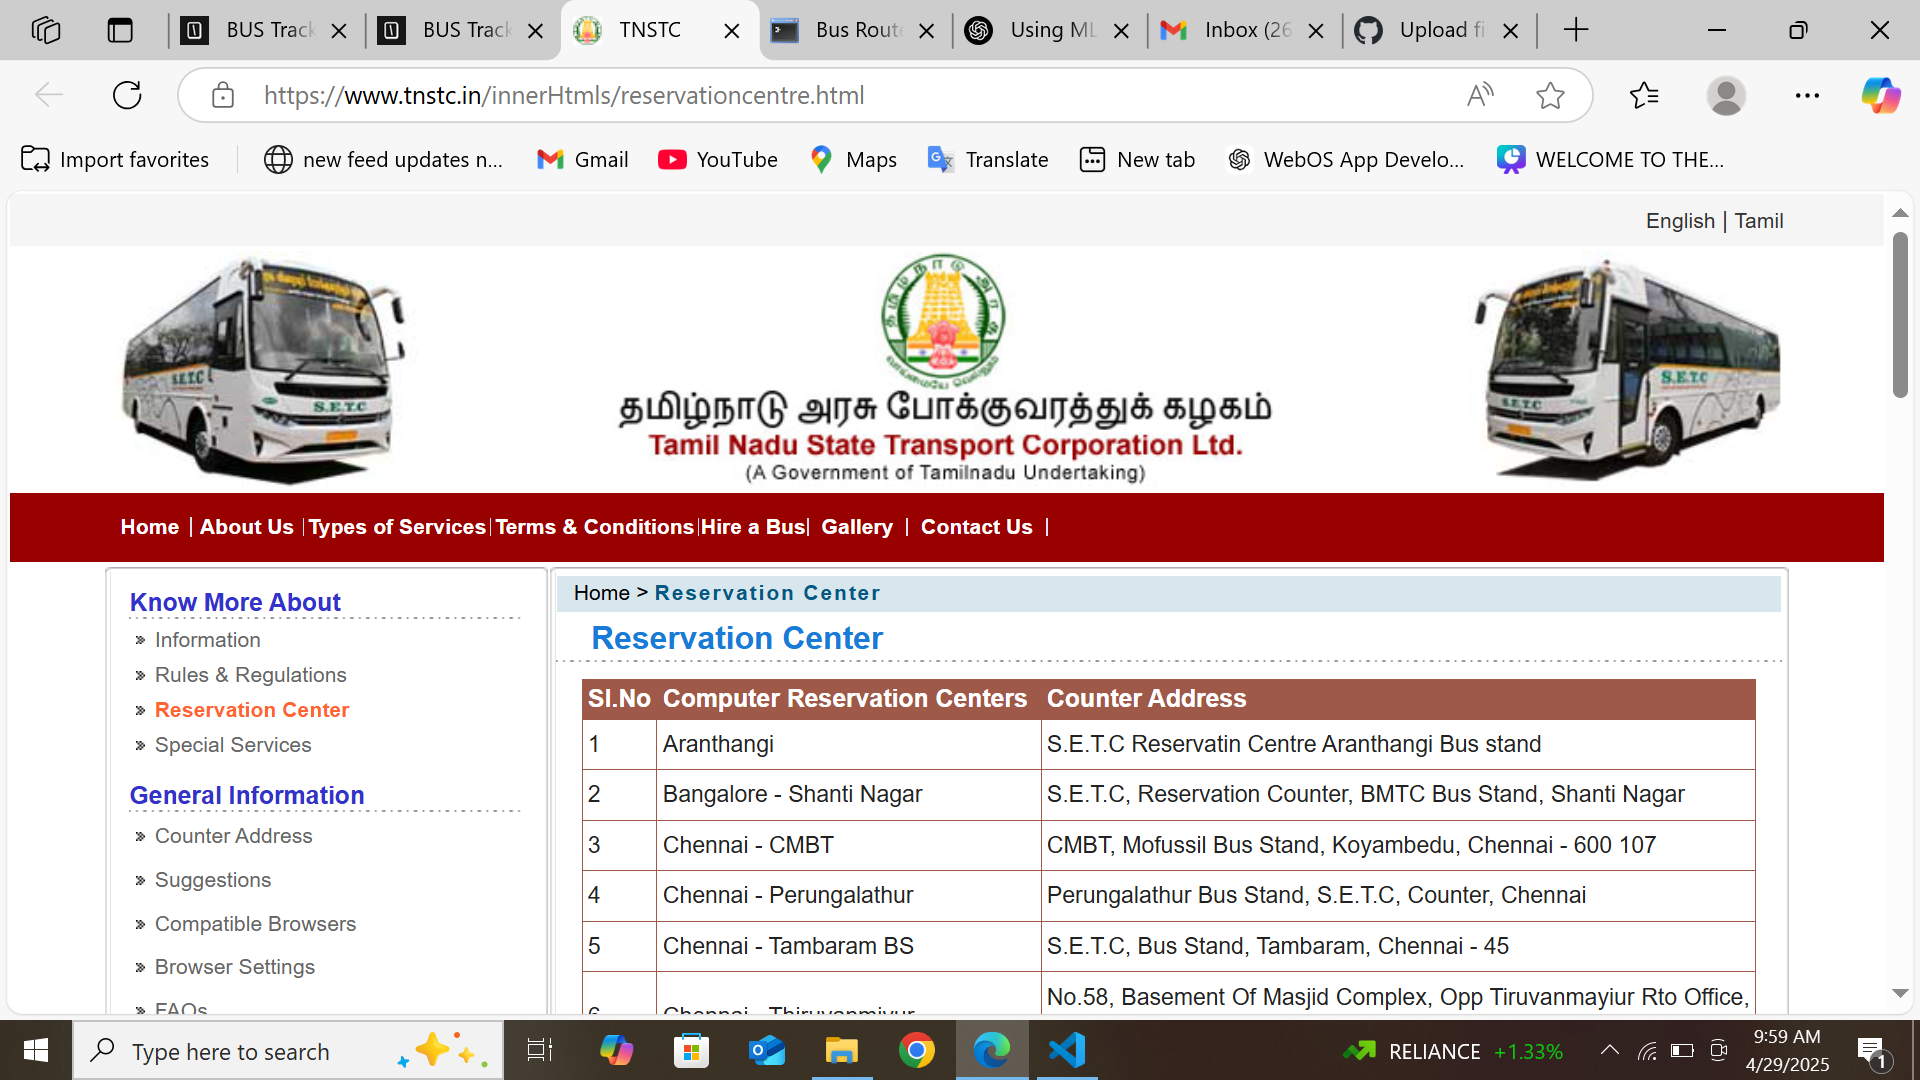 BUS Track
BUS Track
TNSTC
Bus Route
Using ML
Inbox (26
Upload fi
https://www.tnstc.in/innerHtmls/reservationcentre.html
Import favorites
new feed updates n...
Gmail
YouTube
Maps
Translate
New tab
WebOS App Develo...
WELCOME TO THE...
English | Tamil
S.E.T.C
S.E.T.C
S.E.T.C
S.E.T.C
தமிழ்நாடு அரசு போக்குவரத்துக் கழகம்
Tamil Nadu State Transport Corporation Ltd.
(A Government of Tamilnadu Undertaking)
Home | About Us | Types of Services | Terms & Conditions | Hire a Bus | Gallery | Contact Us |
Know More About
Information
Rules & Regulations
Reservation Center
Special Services
General Information
Counter Address
Suggestions
Compatible Browsers
Browser Settings
FAQs
Home > Reservation Center
Reservation Center
Sl.No Computer Reservation Centers Counter Address
1 Aranthangi S.E.T.C Reservatin Centre Aranthangi Bus stand
2 Bangalore - Shanti Nagar S.E.T.C, Reservation Counter, BMTC Bus Stand, Shanti Nagar
3 Chennai - CMBT CMBT, Mofussil Bus Stand, Koyambedu, Chennai - 600 107
4 Chennai - Perungalathur Perungalathur Bus Stand, S.E.T.C, Counter, Chennai
5 Chennai - Tambaram BS S.E.T.C, Bus Stand, Tambaram, Chennai - 45
No.58, Basement Of Masjid Complex, Opp Tiruvanmayiur Rto Office,
6 Chennai - Thiruvanmiyur
Type here to search
RELIANCE +1.33%
9:59 AM
4/29/2025
1